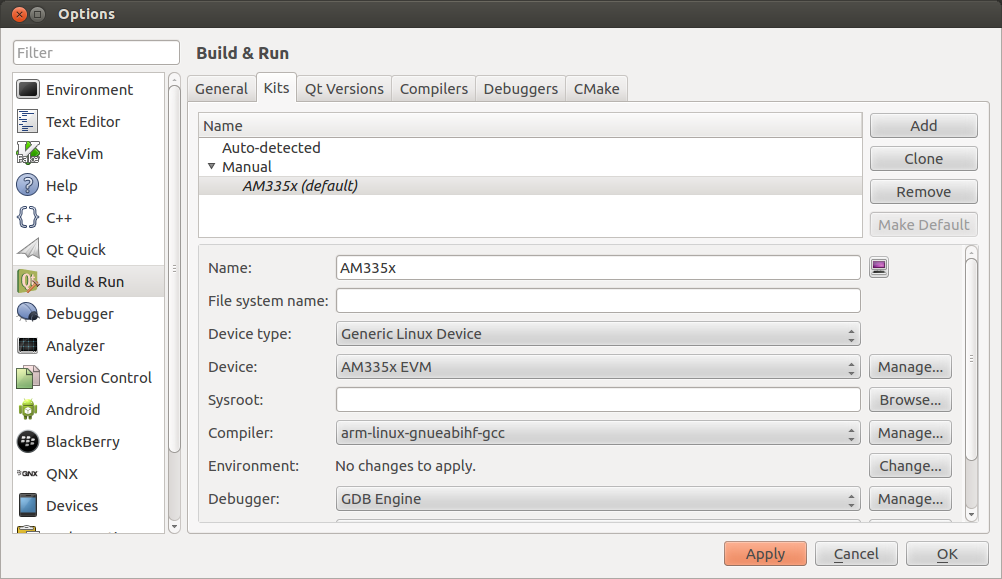 Options
Filter
Environment
Text Editor
FakeVim
Help
C++
Qt Quick
Build & Run
Debugger
Analyzer
Version Control
Android
BlackBerry
QNX
Devices
Build & Run
General Kits Qt Versions Compilers Debuggers CMake
Name
Auto-detected
Manual
AM335x (default)
Add
Clone
Remove
Make Default
Name: AM335x
File system name:
Device type: Generic Linux Device
Device: AM335x EVM Manage...
Sysroot: Browse...
Compiler: arm-linux-gnueabihf-gcc Manage...
Environment: No changes to apply. Change...
Debugger: GDB Engine Manage...
Apply Cancel OK